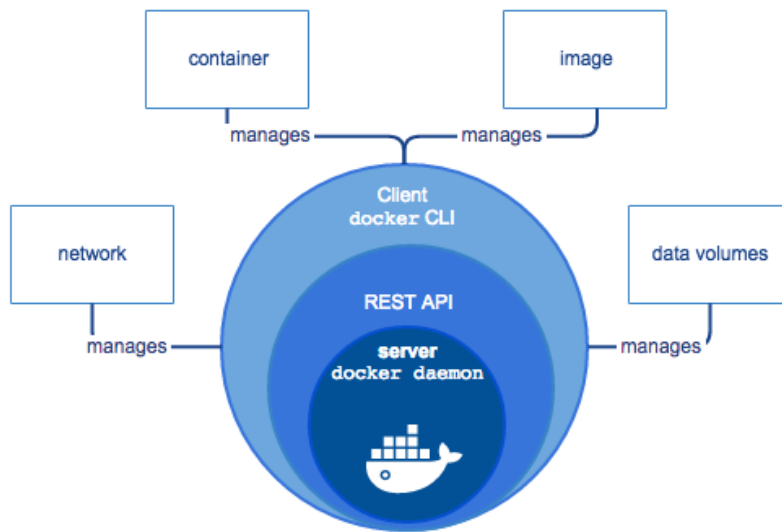 container
image
manages
manages
Client
docker CLI
network
data volumes
REST API
manages
manages
server
docker daemon